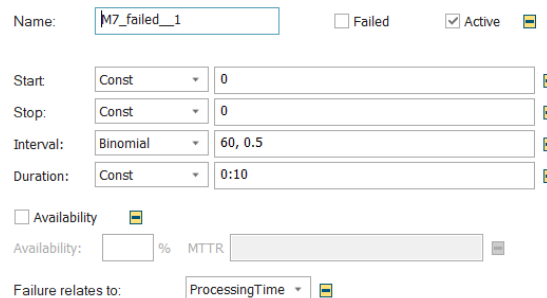 Name: M7_failed__1 Failed Active
Start: Const 0
Stop: Const 0
Interval: Binomial 60, 0.5
Duration: Const 0:10
Availability
Availability: % MTTR
Failure relates to: ProcessingTime